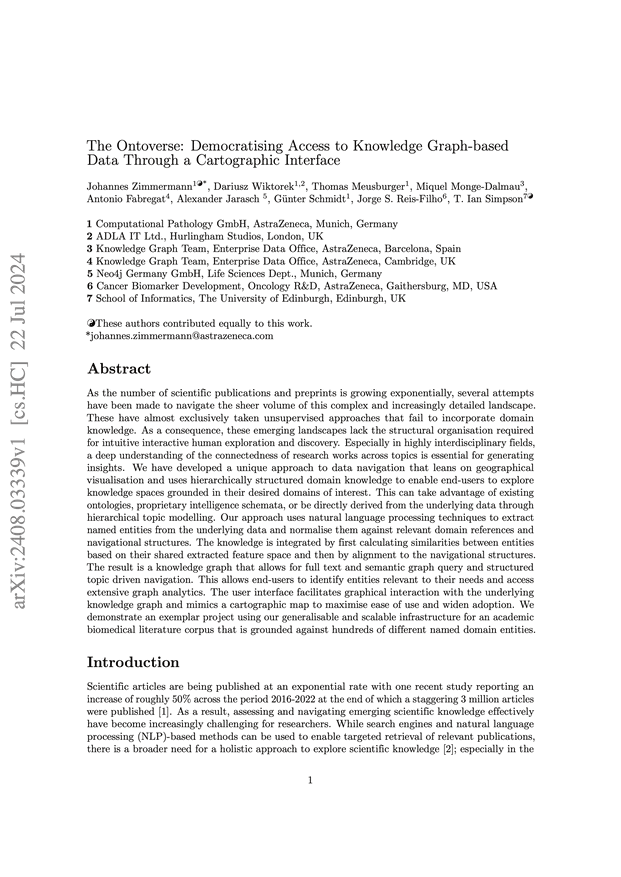 The Ontoverse: Democratising Access to Knowledge Graph-based
Data Through a Cartographic Interface
Johannes Zimmermann1*, Dariusz Wiktorek1,2, Thomas Meusburger1, Miquel Monge-Dalmau3,
Antonio Fabregat4, Alexander Jarasch 5, Günter Schmidt1, Jorge S. Reis-Filho6, T. Ian Simpson7
1 Computational Pathology GmbH, AstraZeneca, Munich, Germany
2 ADLA IT Ltd., Hurlingham Studios, London, UK
3 Knowledge Graph Team, Enterprise Data Office, AstraZeneca, Barcelona, Spain
4 Knowledge Graph Team, Enterprise Data Office, AstraZeneca, Cambridge, UK
5 Neo4j Germany GmbH, Life Sciences Dept., Munich, Germany
6 Cancer Biomarker Development, Oncology R&D, AstraZeneca, Gaithersburg, MD, USA
7 School of Informatics, The University of Edinburgh, Edinburgh, UK
These authors contributed equally to this work.
*johannes.zimmermann@astrazeneca.com
Abstract
As the number of scientific publications and preprints is growing exponentially, several attempts
have been made to navigate the sheer volume of this complex and increasingly detailed landscape.
These have almost exclusively taken unsupervised approaches that fail to incorporate domain
knowledge. As a consequence, these emerging landscapes lack the structural organisation required
for intuitive interactive human exploration and discovery. Especially in highly interdisciplinary fields,
a deep understanding of the connectedness of research works across topics is essential for generating
insights. We have developed a unique approach to data navigation that leans on geographical
visualisation and uses hierarchically structured domain knowledge to enable end-users to explore
knowledge spaces grounded in their desired domains of interest. This can take advantage of existing
ontologies, proprietary intelligence schemata, or be directly derived from the underlying data through
hierarchical topic modelling. Our approach uses natural language processing techniques to extract
named entities from the underlying data and normalise them against relevant domain references and
navigational structures. The knowledge is integrated by first calculating similarities between entities
based on their shared extracted feature space and then by alignment to the navigational structures.
The result is a knowledge graph that allows for full text and semantic graph query and structured
topic driven navigation. This allows end-users to identify entities relevant to their needs and access
extensive graph analytics. The user interface facilitates graphical interaction with the underlying
knowledge graph and mimics a cartographic map to maximise ease of use and widen adoption. We
demonstrate an exemplar project using our generalisable and scalable infrastructure for an academic
biomedical literature corpus that is grounded against hundreds of different named domain entities.
Introduction
Scientific articles are being published at an exponential rate with one recent study reporting an
increase of roughly 50% across the period 2016-2022 at the end of which a staggering 3 million articles
were published [1]. As a result, assessing and navigating emerging scientific knowledge effectively
have become increasingly challenging for researchers. While search engines and natural language
processing (NLP)-based methods can be used to enable targeted retrieval of relevant publications,
there is a broader need for a holistic approach to explore scientific knowledge [2]; especially in the
1
arXiv:2408.03339v1 [cs.HC] 22 Jul 2024